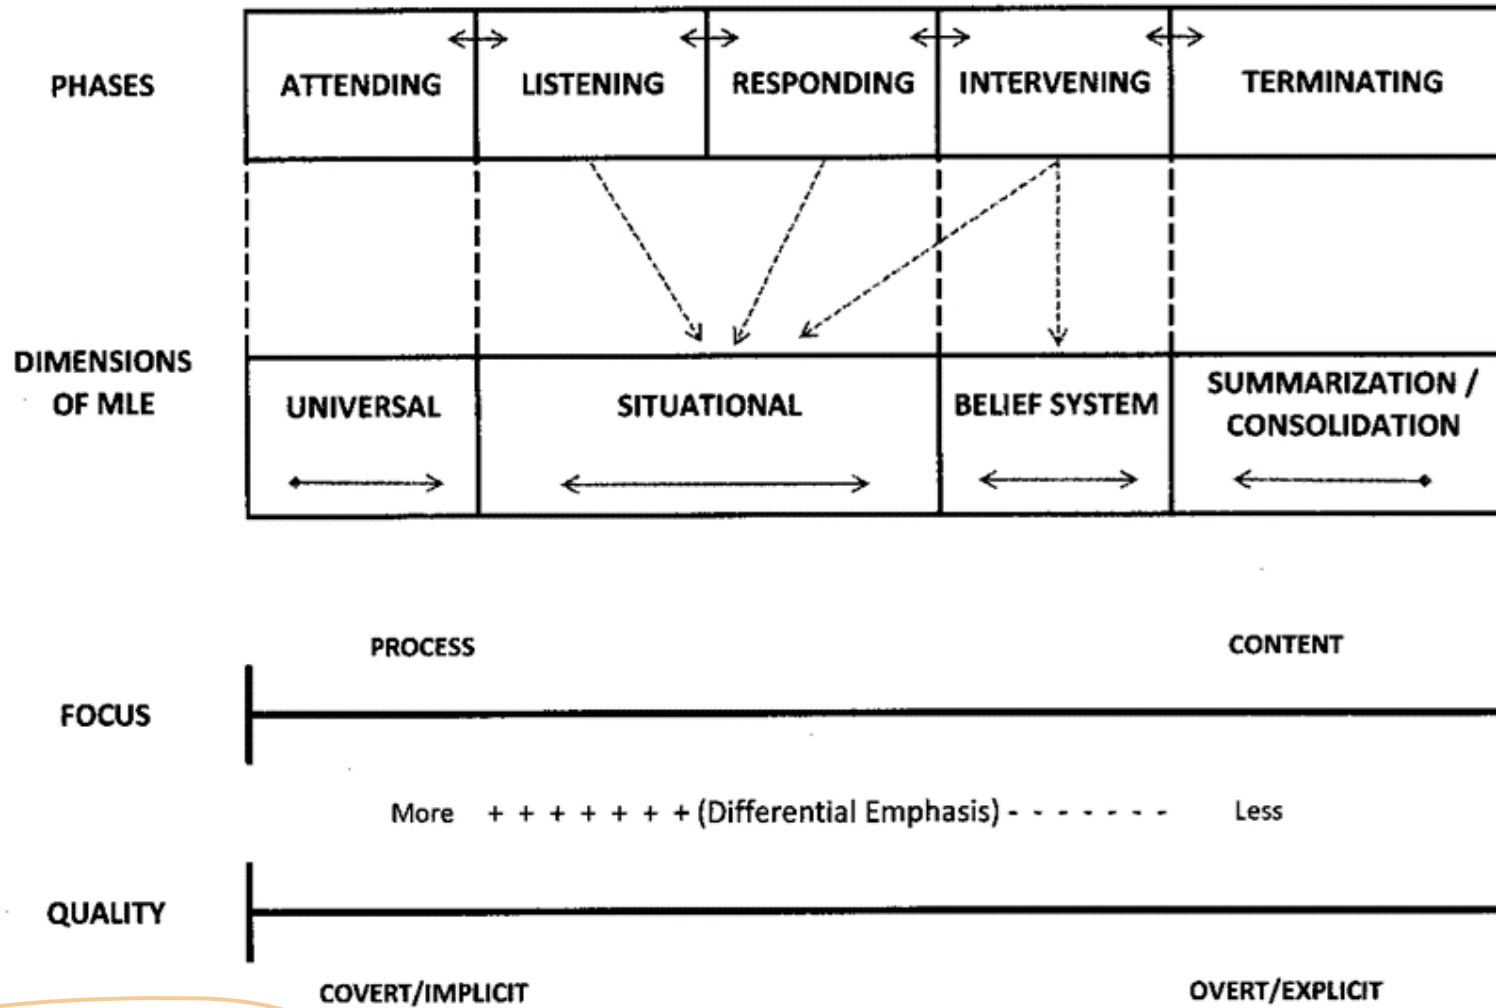 PHASES
ATTENDING
LISTENING
RESPONDING
INTERVENING
TERMINATING
DIMENSIONS
OF MLE
UNIVERSAL
SITUATIONAL
BELIEF SYSTEM
SUMMARIZATION /
CONSOLIDATION
PROCESS
CONTENT
FOCUS
More + + + + + + + (Differential Emphasis) - - - - - - - Less
QUALITY
COVERT/IMPLICIT
OVERT/EXPLICIT